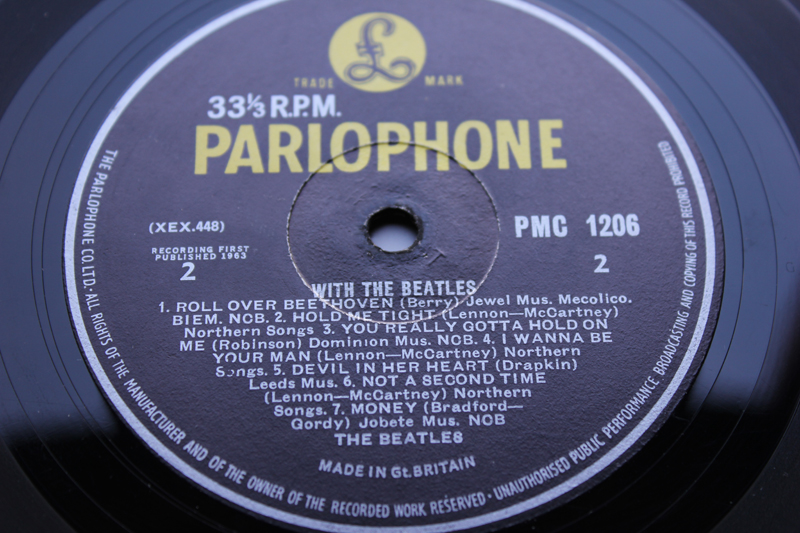 £
TRADE MARK
33⅓ R.P.M.
PARLOPHONE
(XEX.448)
PMC 1206
RECORDING FIRST
PUBLISHED 1963
2
2
WITH THE BEATLES
1. ROLL OVER BEETHOVEN (Berry) Jewel Mus. Mecolico.
BIEM. NCB. 2. HOLD ME TIGHT (Lennon—McCartney)
Northern Songs 3. YOU REALLY GOTTA HOLD ON
ME (Robinson) Dominion Mus. NCB. 4. I WANNA BE
YOUR MAN (Lennon—McCartney) Northern
Songs. 5. DEVIL IN HER HEART (Drapkin)
Leeds Mus. 6. NOT A SECOND TIME
(Lennon—McCartney) Northern
Songs. 7. MONEY (Bradford—
Gordy) Jobete Mus. NCB
THE BEATLES
MADE IN Gt. BRITAIN
THE PARLOPHONE CO. LTD · ALL RIGHTS OF THE MANUFACTURER AND OF THE OWNER OF THE RECORDED WORK RESERVED · UNAUTHORISED PUBLIC PERFORMANCE BROADCASTING AND COPYING OF THIS RECORD PROHIBITED